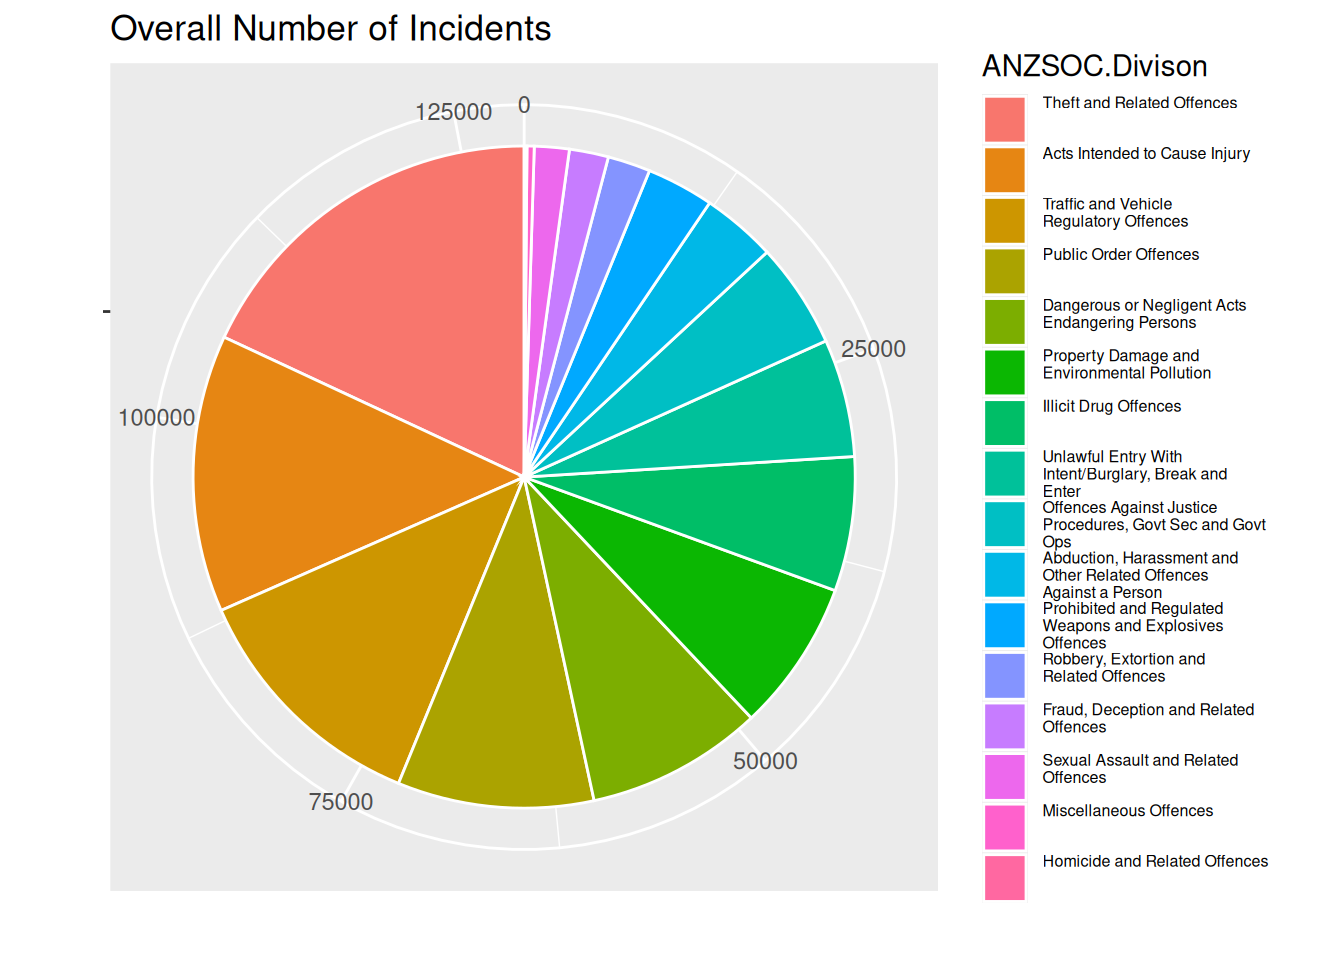 Overall Number of Incidents
125000
0
25000
100000
50000
75000
ANZSOC.Divison
Theft and Related Offences
Acts Intended to Cause Injury
Traffic and Vehicle
Regulatory Offences
Public Order Offences
Dangerous or Negligent Acts
Endangering Persons
Property Damage and
Environmental Pollution
Illicit Drug Offences
Unlawful Entry With
Intent/Burglary, Break and
Enter
Offences Against Justice
Procedures, Govt Sec and Govt
Ops
Abduction, Harassment and
Other Related Offences
Against a Person
Prohibited and Regulated
Weapons and Explosives
Offences
Robbery, Extortion and
Related Offences
Fraud, Deception and Related
Offences
Sexual Assault and Related
Offences
Miscellaneous Offences
Homicide and Related Offences